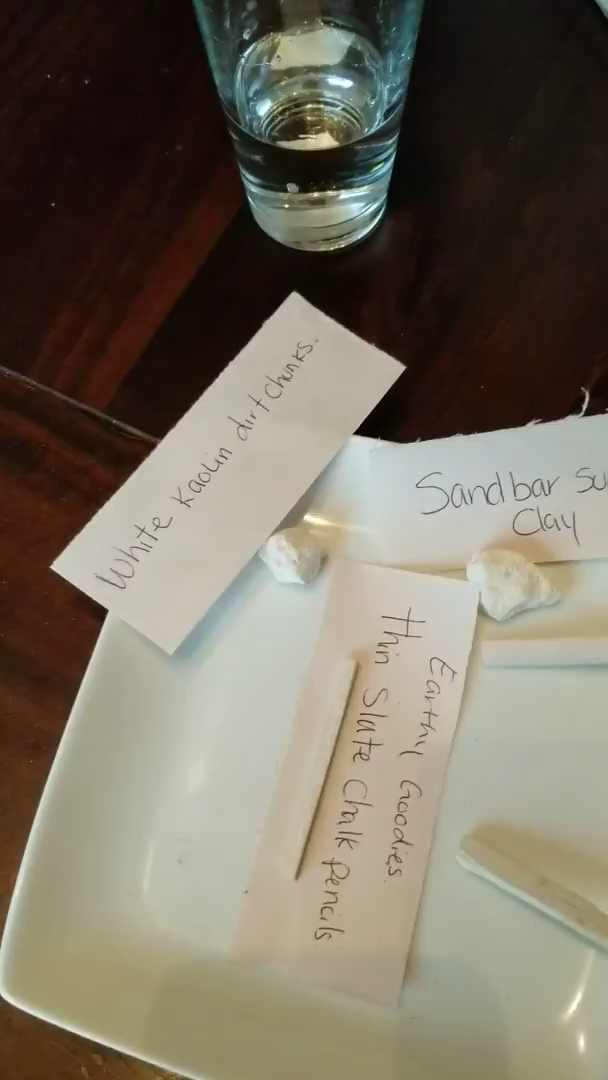 White Kaolin dirt chunks.
Sandbar
Clay
Earthy Goodies.
thin Slate Chalk Pencils